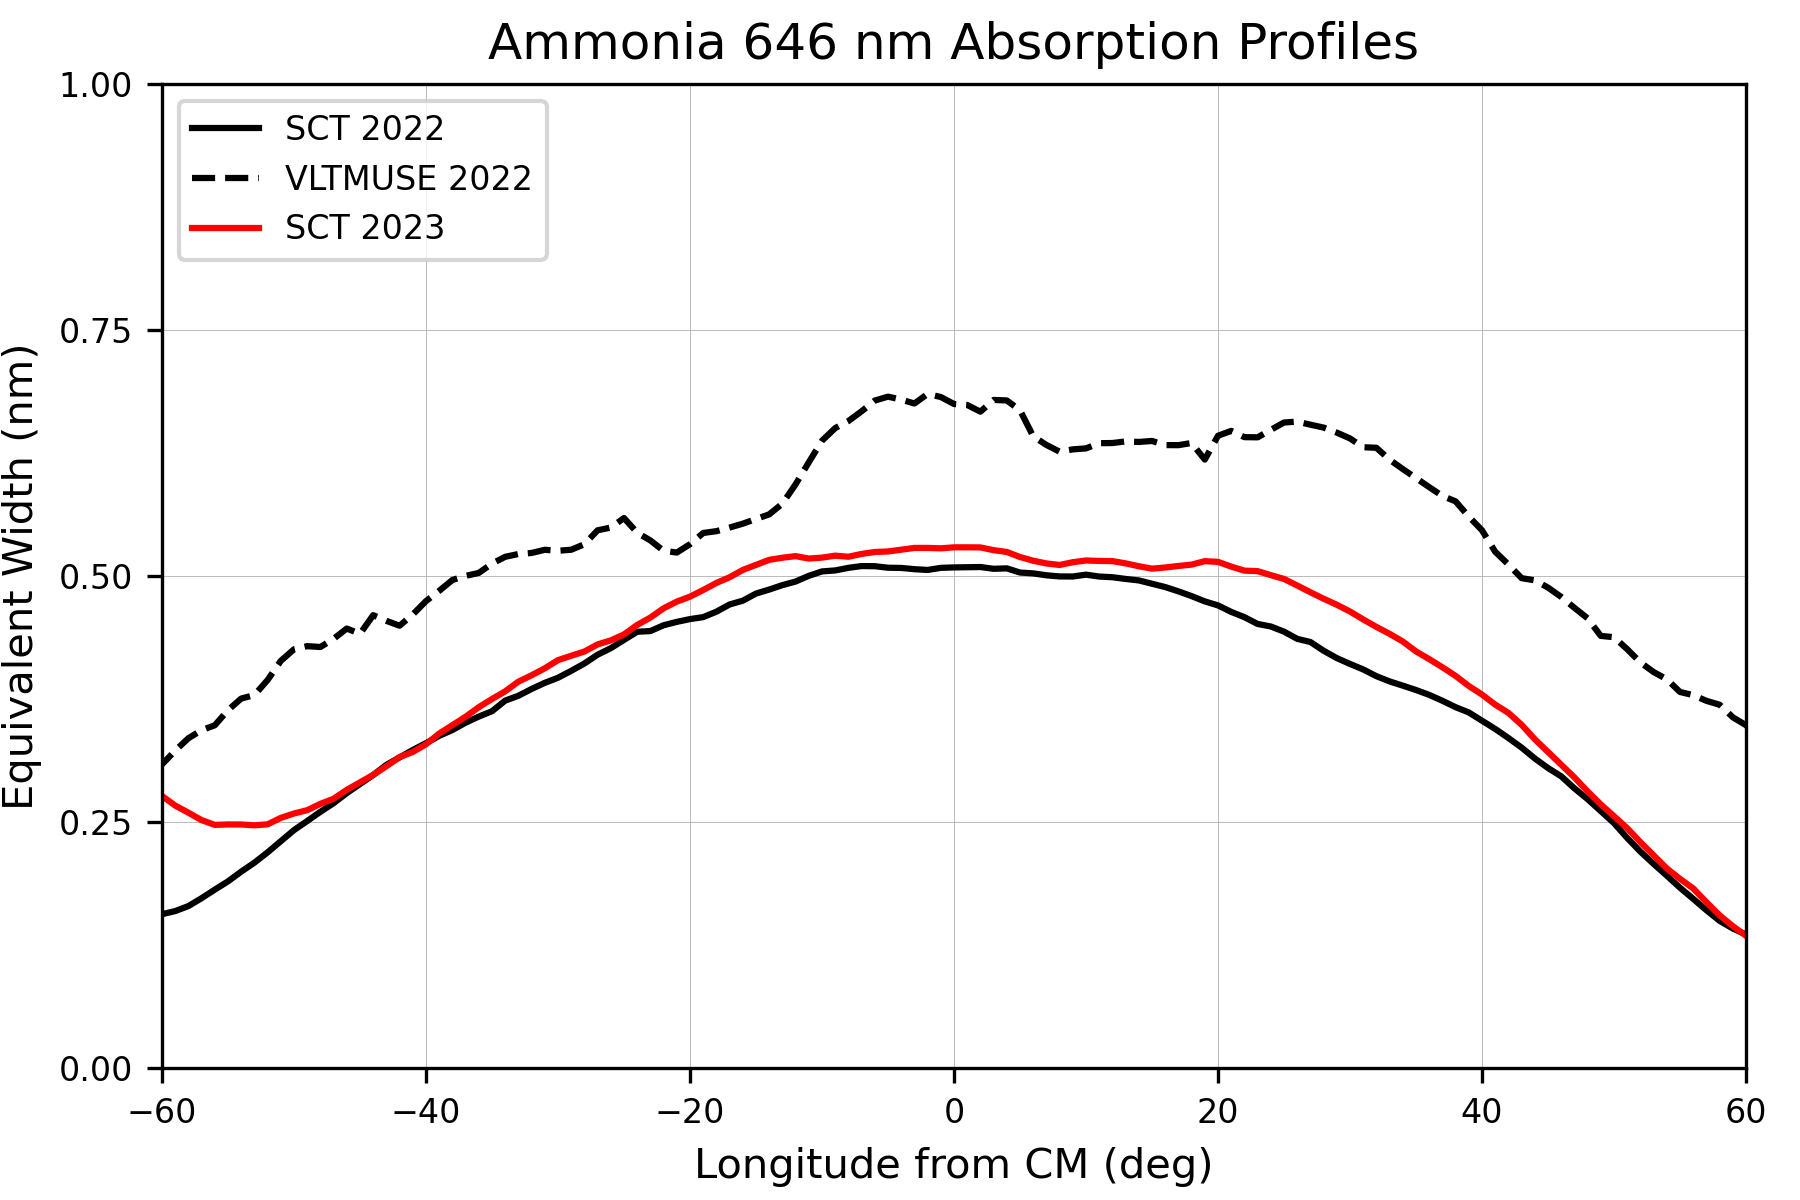 Ammonia 646 nm Absorption Profiles
1.00
SCT 2022
VLTMUSE 2022
SCT 2023
0.75
0.50
0.25
0.00
Equivalent Width (nm)
−60 −40 −20 0 20 40 60
Longitude from CM (deg)